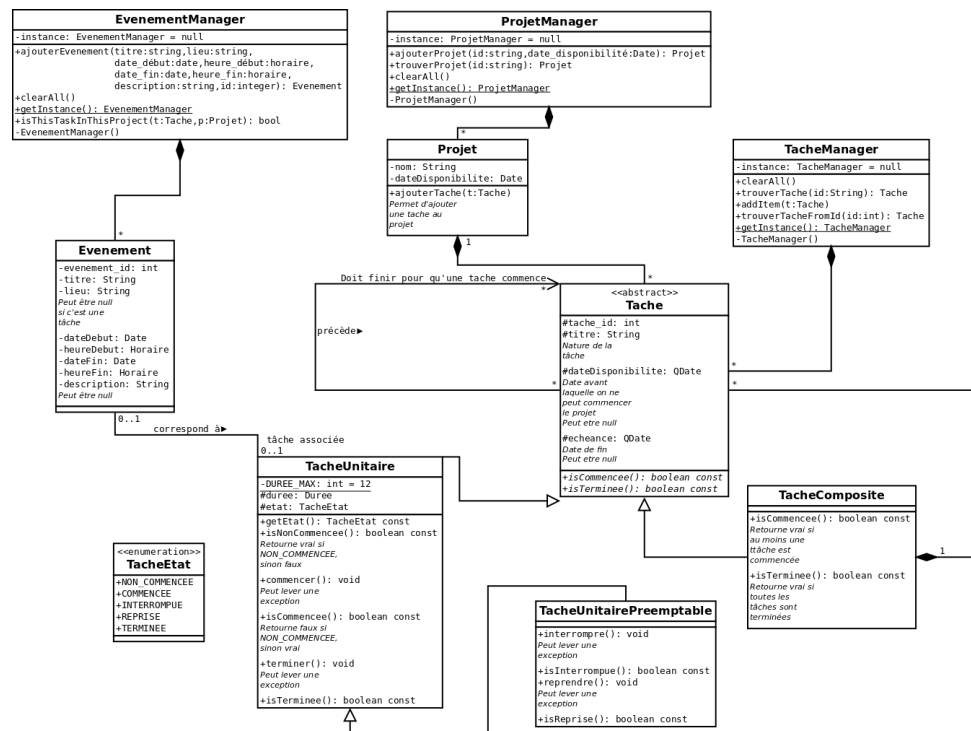 EvenementManager
-instance: EvenementManager = null
+ajouterEvenement(titre:string,lieu:string,
date_début:date,heure_début:horaire,
date_fin:date,heure_fin:horaire,
description:string,id:integer): Evenement
+clearAll()
+getInstance(): EvenementManager
+isThisTaskInThisProject(t:Tache,p:Projet): bool
-EvenementManager()
ProjetManager
-instance: ProjetManager = null
+ajouterProjet(id:string,date_disponibilité:Date): Projet
+trouverProjet(id:string): Projet
+clearAll()
+getInstance(): ProjetManager
-ProjetManager()
*
Projet
-nom: String
-dateDisponibilite: Date
+ajouterTache(t:Tache)
Permet d'ajouter
une tache au
projet
1
TacheManager
-instance: TacheManager = null
+clearAll()
+trouverTache(id:String): Tache
+addItem(t:Tache)
+trouverTacheFromId(id:int): Tache
+getInstance(): TacheManager
-TacheManager()
*
Evenement
-evenement_id: int
-titre: String
-lieu: String
Peut être null
si c'est une
tâche
-dateDebut: Date
-heureDebut: Horaire
-dateFin: Date
-heureFin: Horaire
-description: String
Peut être null
0..1
correspond à▶
tâche associée
0..1
Doit finir pour qu'une tache commence
*
*
précède▶
*
*
*
<<abstract>>
Tache
#tache_id: int
#titre: String
Nature de la
tâche
#dateDisponibilite: QDate
Date avant
laquelle on ne
peut commencer
le projet
Peut etre null
#echeance: QDate
Date de fin
Peut etre null
+isCommencee(): boolean const
+isTerminee(): boolean const
TacheUnitaire
-DUREE_MAX: int = 12
#duree: Duree
#etat: TacheEtat
+getEtat(): TacheEtat const
+isNonCommencee(): boolean const
Retourne vrai si
NON_COMMENCEE,
sinon faux
+commencer(): void
Peut lever une
exception
+isCommencee(): boolean const
Retourne faux si
NON_COMMENCEE,
sinon vrai
+terminer(): void
Peut lever une
exception
+isTerminee(): boolean const
<<enumeration>>
TacheEtat
+NON_COMMENCEE
+COMMENCEE
+INTERROMPUE
+REPRISE
+TERMINEE
TacheComposite
+isCommencee(): boolean const
Retourne vrai si
au moins une
ttâche est
commencée
+isTerminee(): boolean const
Retourne vrai si
toutes les
tâches sont
terminées
1
TacheUnitairePreemptable
+interrompre(): void
Peut lever une
exception
+isInterrompue(): boolean const
+reprendre(): void
Peut lever une
exception
+isReprise(): boolean const